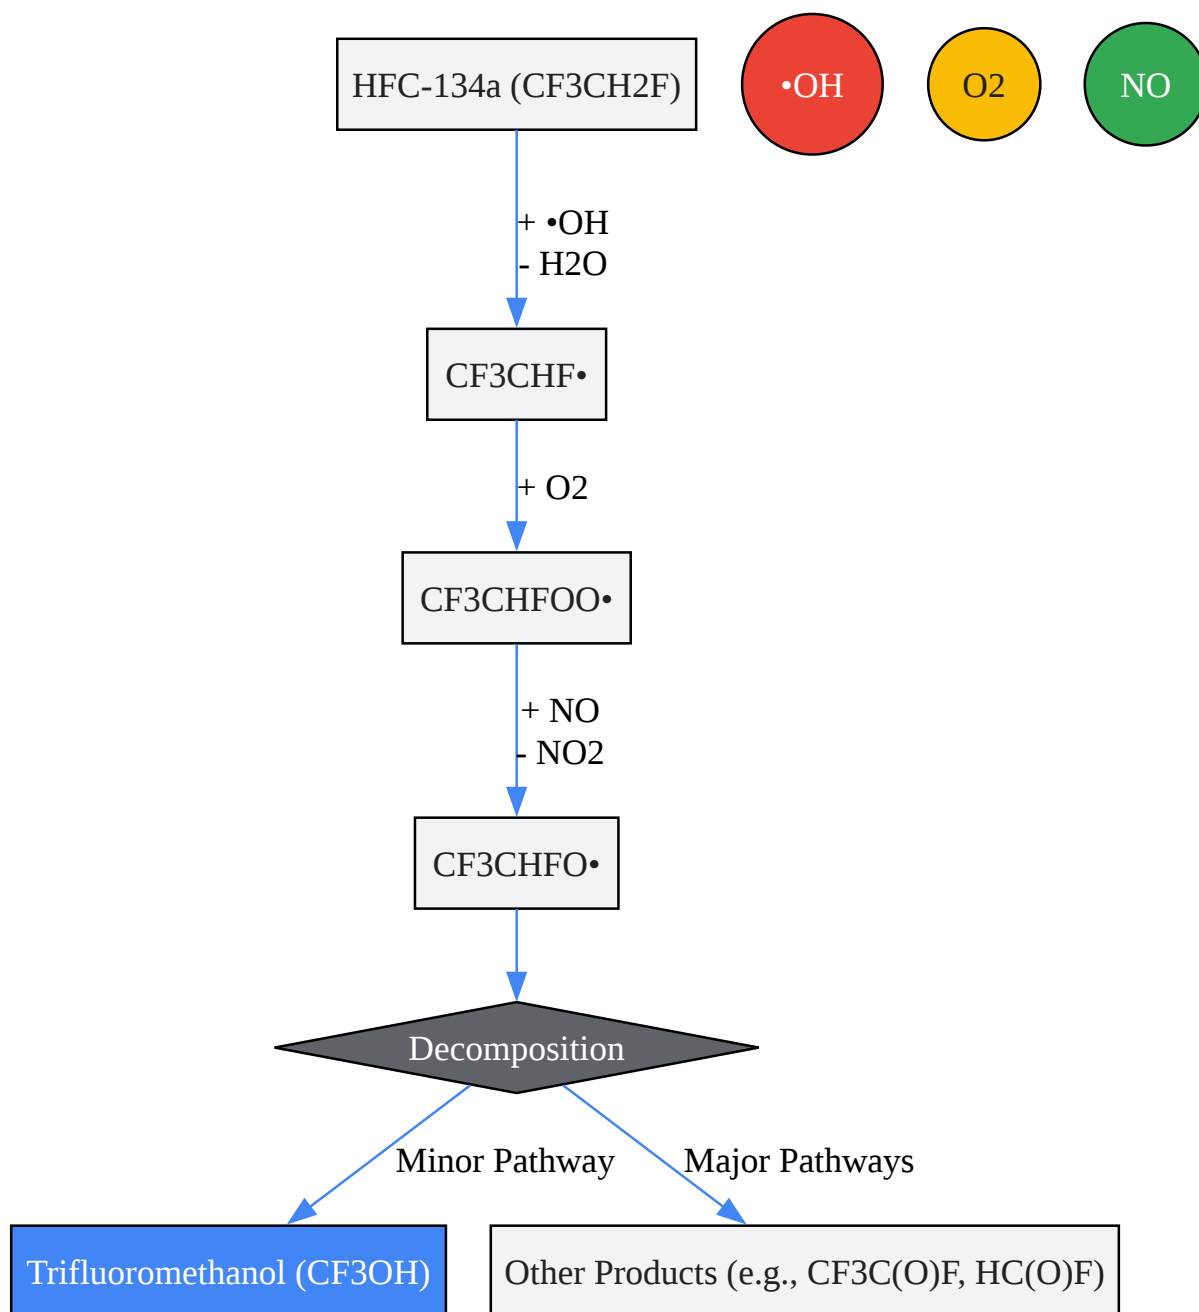 HFC-134a (CF3CH2F)
•OH
O2
NO
+ •OH
- H2O
CF3CHF•
+ O2
CF3CHFOO•
+ NO
- NO2
CF3CHFO•
Decomposition
Minor Pathway
Major Pathways
Trifluoromethanol (CF3OH)
Other Products (e.g., CF3C(O)F, HC(O)F)